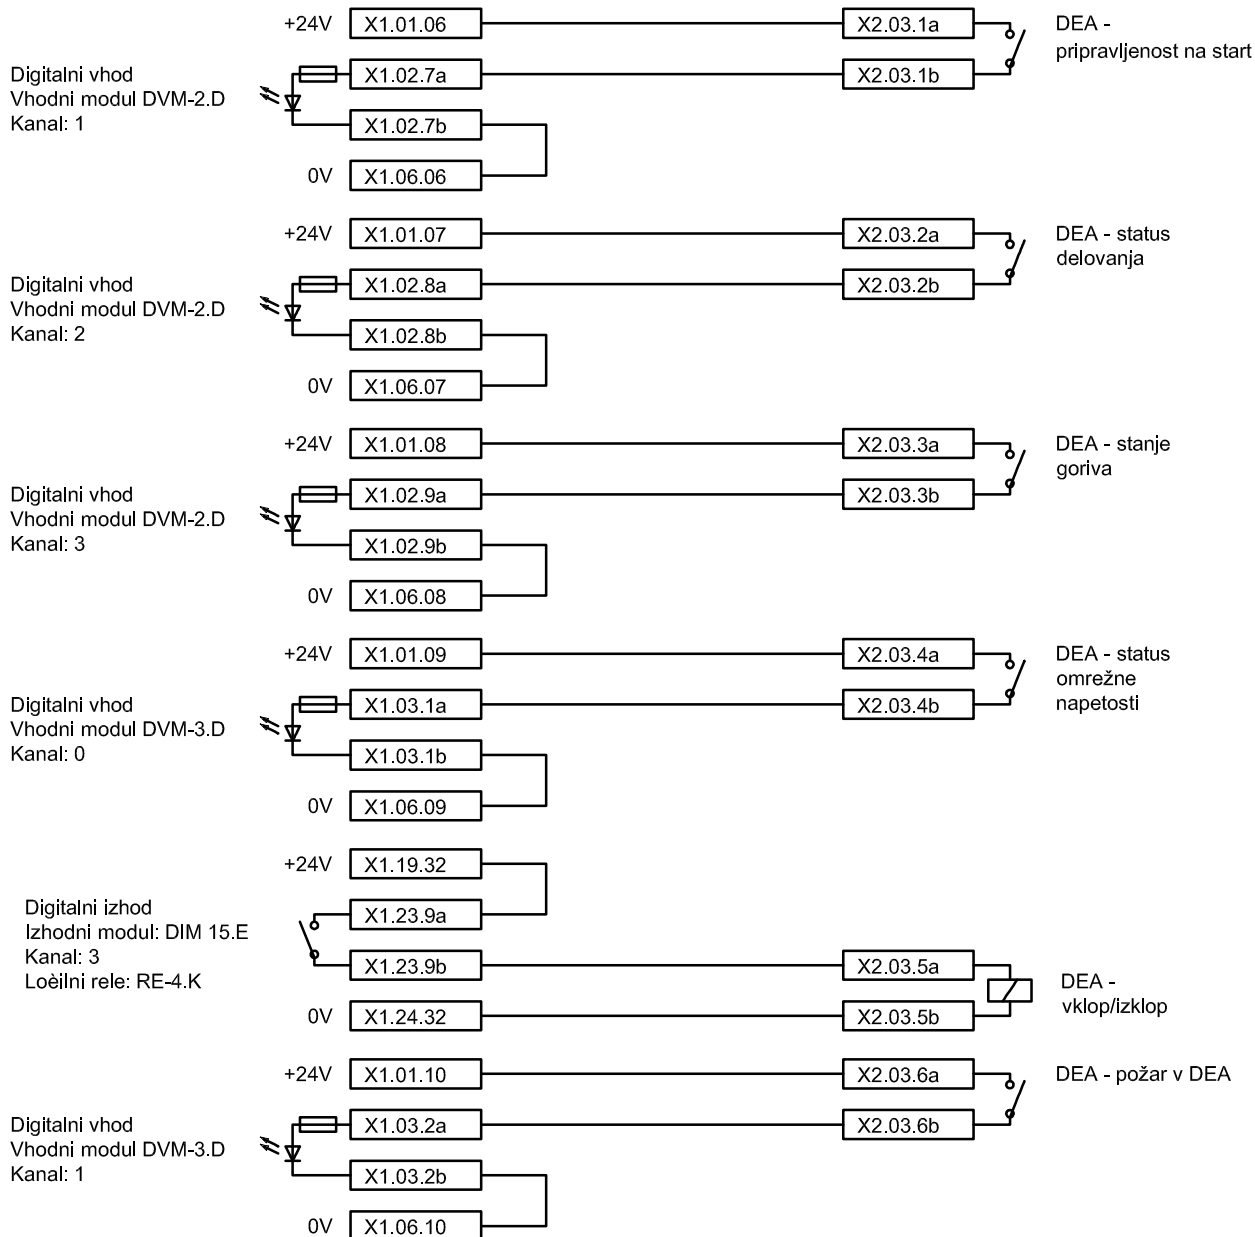 +24V X1.01.06 X2.03.1a DEA -
pripravljenost na start
Digitalni vhod X1.02.7a X2.03.1b
Vhodni modul DVM-2.D
Kanal: 1 X1.02.7b
0V X1.06.06
+24V X1.01.07 X2.03.2a DEA - status
delovanja
Digitalni vhod X1.02.8a X2.03.2b
Vhodni modul DVM-2.D
Kanal: 2 X1.02.8b
0V X1.06.07
+24V X1.01.08 X2.03.3a DEA - stanje
goriva
Digitalni vhod X1.02.9a X2.03.3b
Vhodni modul DVM-2.D
Kanal: 3 X1.02.9b
0V X1.06.08
+24V X1.01.09 X2.03.4a DEA - status
omrežne
Digitalni vhod X1.03.1a X2.03.4b napetosti
Vhodni modul DVM-3.D
Kanal: 0 X1.03.1b
0V X1.06.09
+24V X1.19.32
Digitalni izhod X1.23.9a
Izhodni modul: DIM 15.E
Kanal: 3 X1.23.9b X2.03.5a
Loèilni rele: RE-4.K DEA -
vklop/izklop
0V X1.24.32 X2.03.5b
+24V X1.01.10 X2.03.6a DEA - požar v DEA
Digitalni vhod X1.03.2a X2.03.6b
Vhodni modul DVM-3.D
Kanal: 1 X1.03.2b
0V X1.06.10